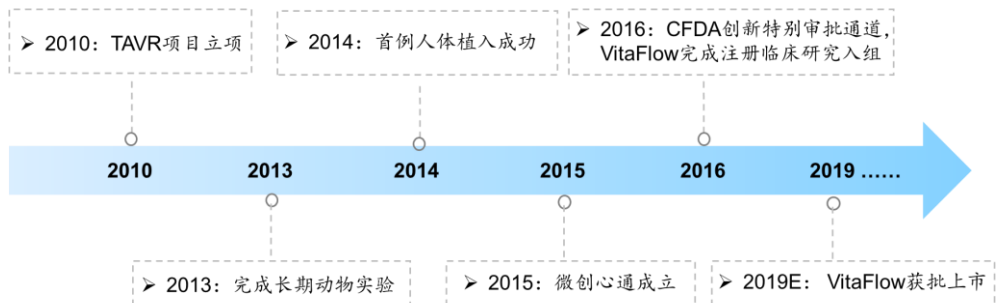 ➢ 2010：TAVR项目立项
➢ 2014：首例人体植入成功
➢ 2016：CFDA创新特别审批通道，
VitaFlow完成注册临床研究入组
2010
2013
2014
2015
2016
2019 ……
➢ 2013：完成长期动物实验
➢ 2015：微创心通成立
➢ 2019E： VitaFlow获批上市